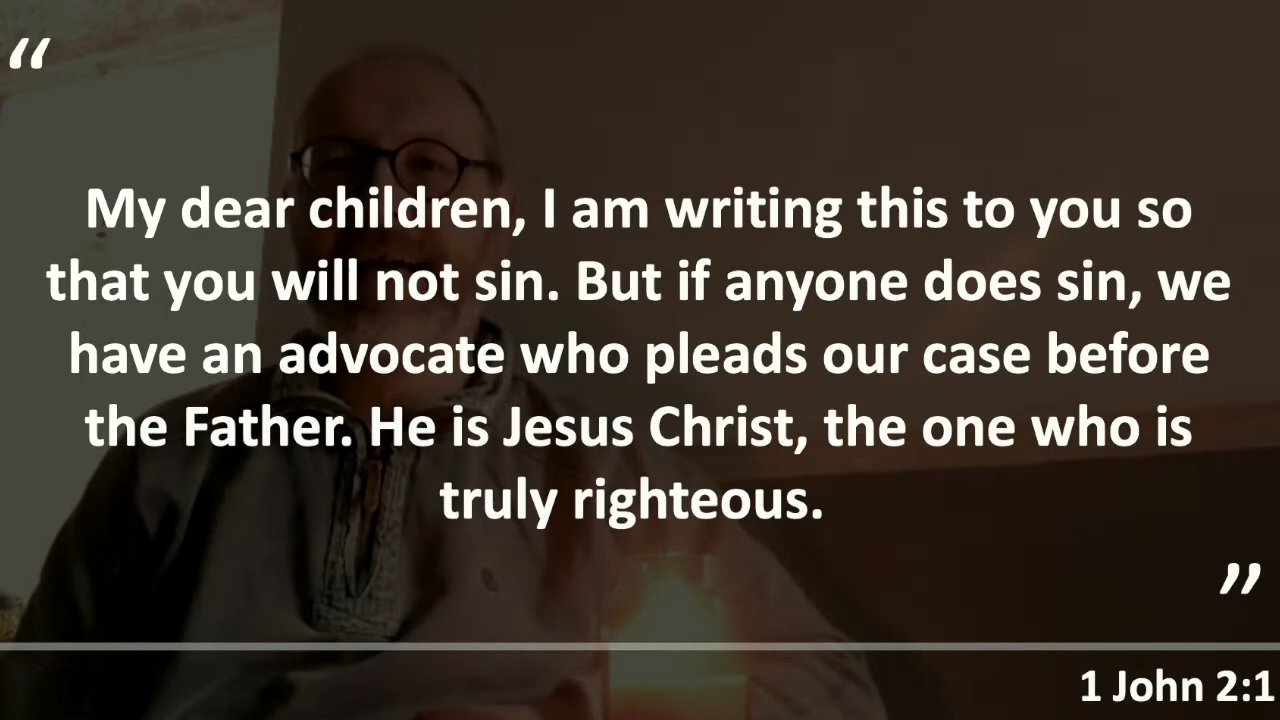 “
My dear children, I am writing this to you so
that you will not sin. But if anyone does sin, we
have an advocate who pleads our case before
the Father. He is Jesus Christ, the one who is
truly righteous.
”
1 John 2:1